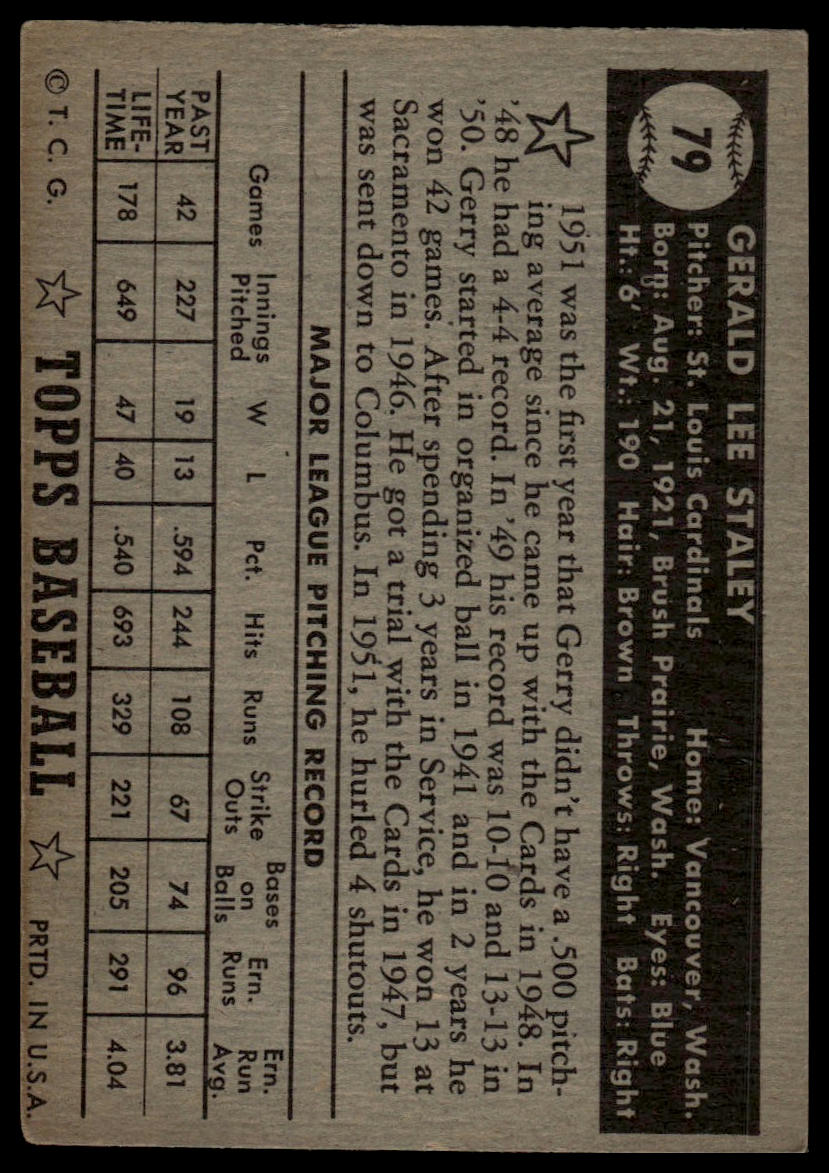 79
GERALD LEE STALEY
Pitcher: St. Louis Cardinals Home: Vancouver, Wash.
Born: Aug. 21, 1921, Brush Prairie, Wash. Eyes: Blue
Ht.: 6' Wt.: 190 Hair: Brown Throws: Right Bats: Right
1951 was the first year that Gerry didn't have a .500 pitch-
ing average since he came up with the Cards in 1948. In
'48 he had a 4-4 record. In '49 his record was 10-10 and 13-13 in
'50. Gerry started in organized ball in 1941 and in 2 years he
won 42 games. After spending 3 years in Service, he won 13 at
Sacramento in 1946. He got a trial with the Cards in 1947, but
was sent down to Columbus. In 1951, he hurled 4 shutouts.
MAJOR LEAGUE PITCHING RECORD
Games Innings Pitched W L Pct. Hits Runs Strike Outs Bases on Balls Ern. Runs Ern. Run Avg.
PAST YEAR 42 227 19 13 .594 244 108 67 74 96 3.81
LIFE-TIME 178 649 47 40 .540 693 329 221 205 291 4.04
© T. C. G. TOPPS BASEBALL PRTD. IN U.S.A.